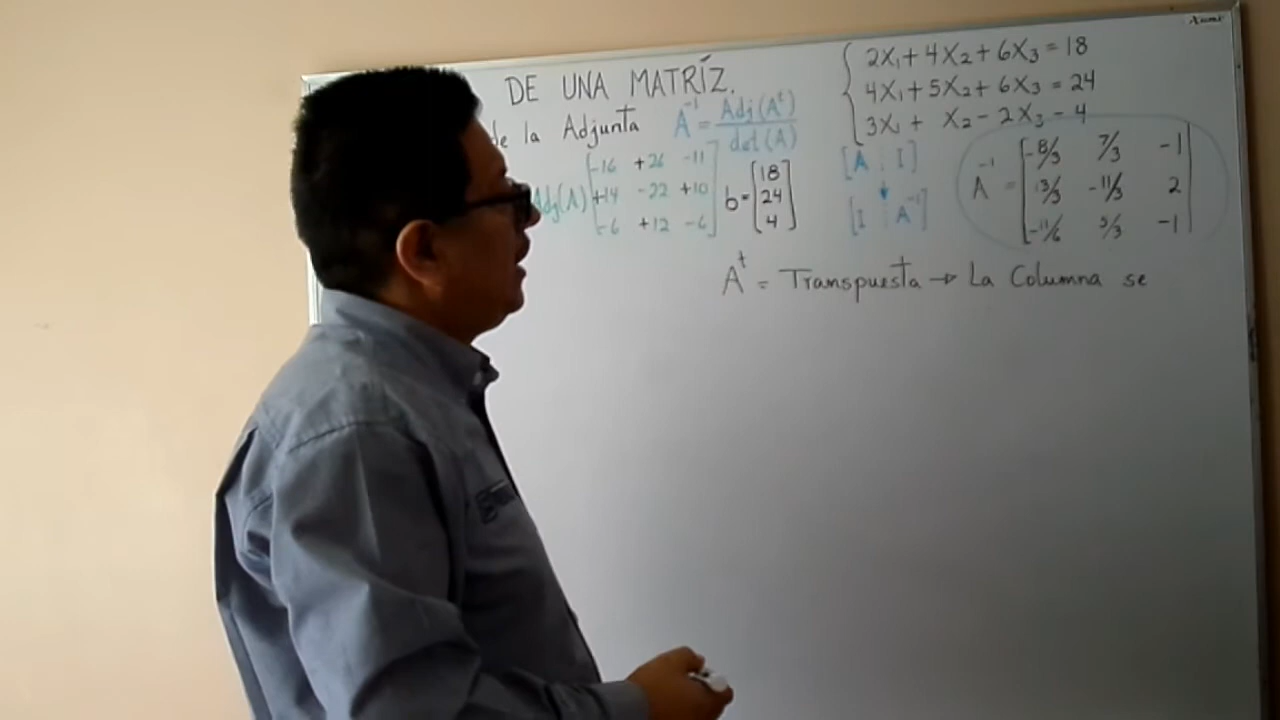 DE UNA MATRÍZ.
de la Adjunta A⁻¹ = Adj(Aᵗ) / det(A)
Adj(A) [-16 +26 -11
+14 -22 +10
-6 +12 -6]
b = [18
24
4]
{ 2X₁ + 4X₂ + 6X₃ = 18
4X₁ + 5X₂ + 6X₃ = 24
3X₁ + X₂ - 2X₃ - 4
[A ⋮ I]
↓
[I ⋮ A⁻¹]
A⁻¹ = [-8/3 7/3 -1
13/3 -11/3 2
-11/6 5/3 -1]
Aᵗ = Transpuesta → La Columna se